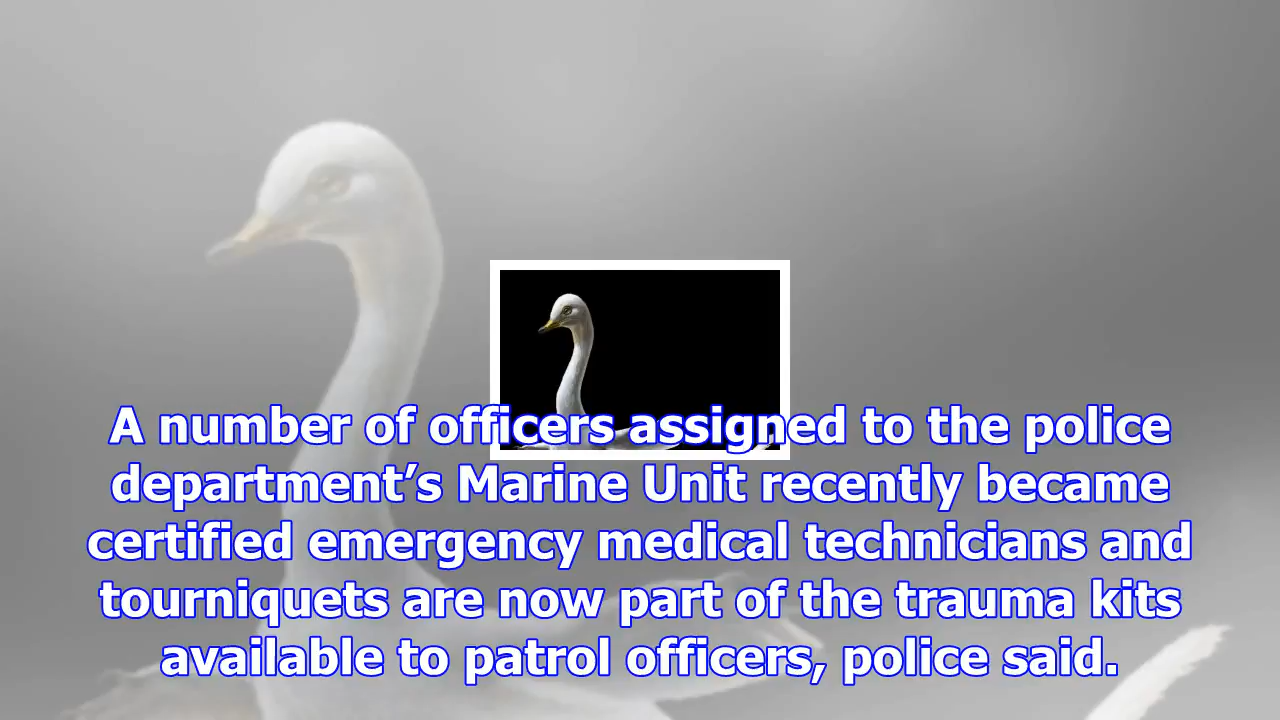 A number of officers assigned to the police
department’s Marine Unit recently became
certified emergency medical technicians and
tourniquets are now part of the trauma kits
available to patrol officers, police said.